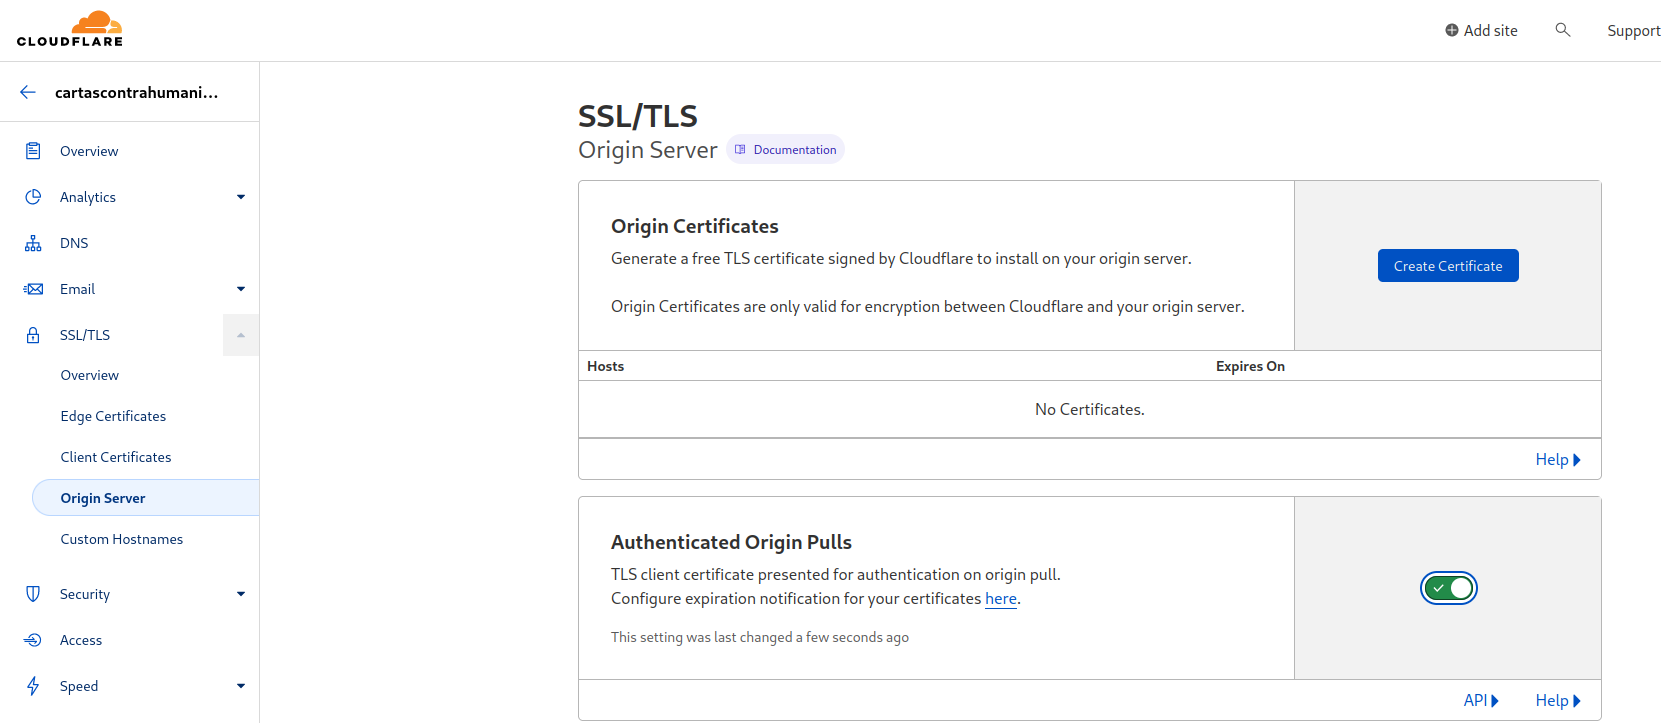 CLOUDFLARE
Add site
Support
cartascontrahumani...
Overview
Analytics
DNS
Email
SSL/TLS
Overview
Edge Certificates
Client Certificates
Origin Server
Custom Hostnames
Security
Access
Speed
SSL/TLS
Origin Server
Documentation
Origin Certificates
Generate a free TLS certificate signed by Cloudflare to install on your origin server.
Origin Certificates are only valid for encryption between Cloudflare and your origin server.
Create Certificate
Hosts Expires On
No Certificates.
Help
Authenticated Origin Pulls
TLS client certificate presented for authentication on origin pull.
Configure expiration notification for your certificates here.
This setting was last changed a few seconds ago
API Help